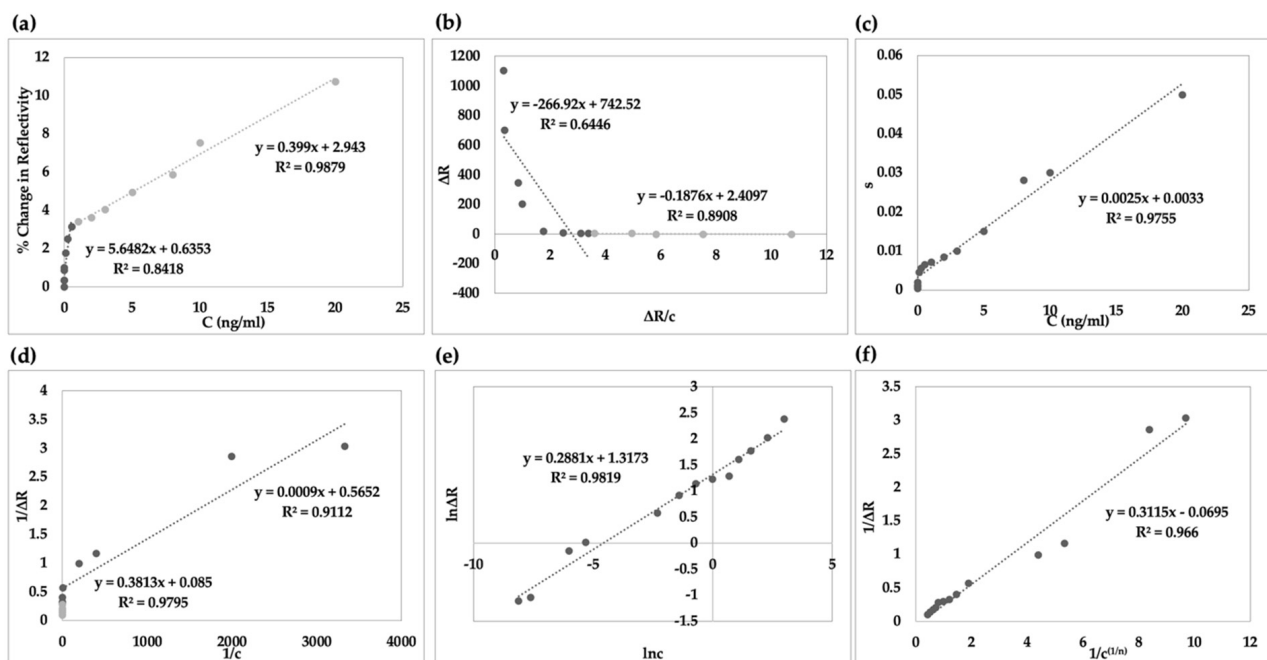 (a)
% Change in Reflectivity
12
10
8
6
4
2
0
y = 0.399x + 2.943
R² = 0.9879
y = 5.6482x + 0.6353
R² = 0.8418
0 5 10 15 20 25
C (ng/ml)
(b)
ΔR
1200
1000
800
600
400
200
0
-200
-400
y = -266.92x + 742.52
R² = 0.6446
y = -0.1876x + 2.4097
R² = 0.8908
0 2 4 6 8 10 12
ΔR/c
(c)
s
0.06
0.05
0.04
0.03
0.02
0.01
0
y = 0.0025x + 0.0033
R² = 0.9755
0 5 10 15 20 25
C (ng/ml)
(d)
1/ΔR
4
3.5
3
2.5
2
1.5
1
0.5
0
y = 0.0009x + 0.5652
R² = 0.9112
y = 0.3813x + 0.085
R² = 0.9795
0 1000 2000 3000 4000
1/c
(e)
lnΔR
3
2.5
2
1.5
1
0.5
0
-0.5
-1
-1.5
y = 0.2881x + 1.3173
R² = 0.9819
-10 -5 0 5
lnc
(f)
1/ΔR
3.5
3
2.5
2
1.5
1
0.5
0
y = 0.3115x - 0.0695
R² = 0.966
0 2 4 6 8 10 12
1/c⁽¹/ⁿ⁾